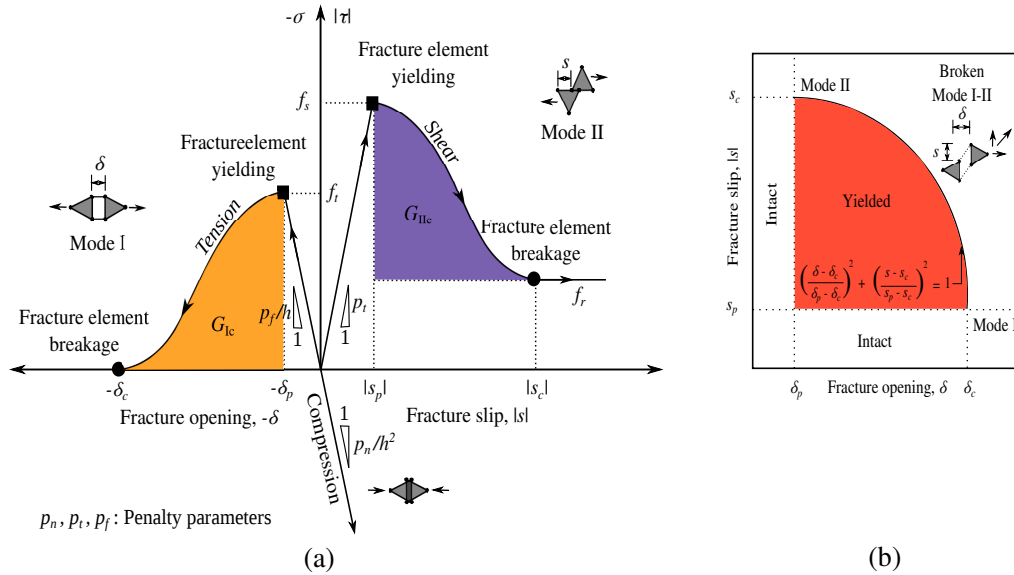 -σ
|τ|
Fracture element
yielding
f_s
s
Mode II
Fractureelement
yielding
f_t
δ
Mode I
Tension
Shear
G_IIc
Fracture element
breakage
f_r
Fracture element
breakage
G_Ic
p_f/h
1
p_t
1
-δ_c
-δ_p
|s_p|
|s_c|
Fracture opening, -δ
Fracture slip, |s|
Compression
1
p_n/h^2
p_n, p_t, p_f: Penalty parameters
(a)
Mode II
Broken
Mode I-II
δ
s
s_c
Fracture slip, |s|
Intact
Yielded
((δ - δ_c)/(δ_p - δ_c))^2 + ((s - s_c)/(s_p - s_c))^2 = 1
s_p
Mode I
Intact
δ_p
Fracture opening, δ
δ_c
(b)